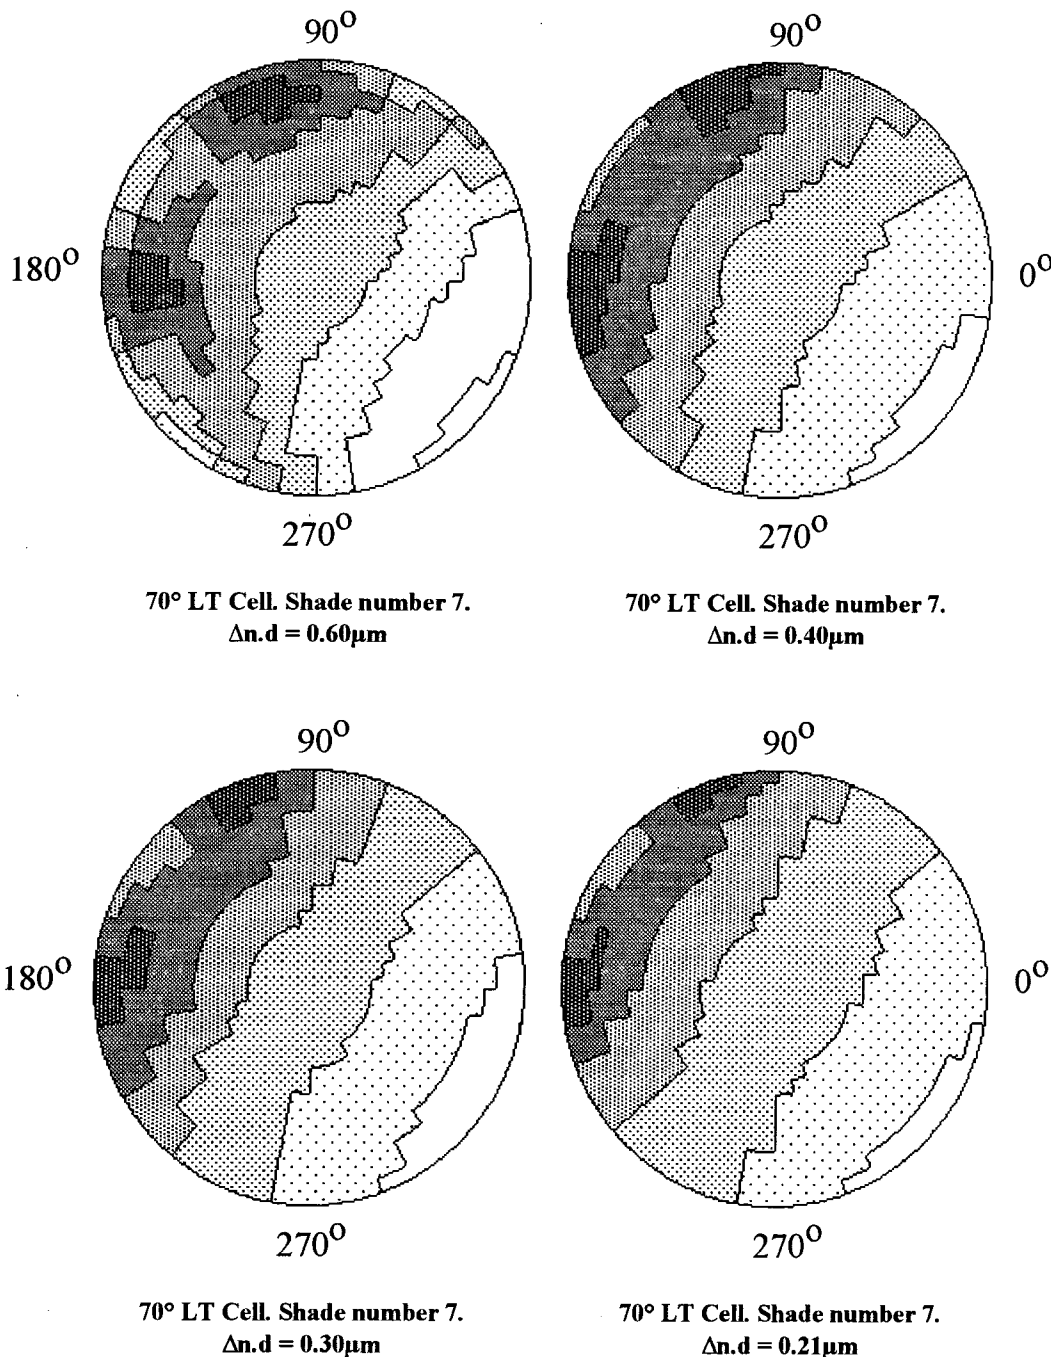 90° 90°
180° 0°
270° 270°
70° LT Cell. Shade number 7. 70° LT Cell. Shade number 7.
Δn.d = 0.60μm Δn.d = 0.40μm
90° 90°
180° 0°
270° 270°
70° LT Cell. Shade number 7. 70° LT Cell. Shade number 7.
Δn.d = 0.30μm Δn.d = 0.21μm